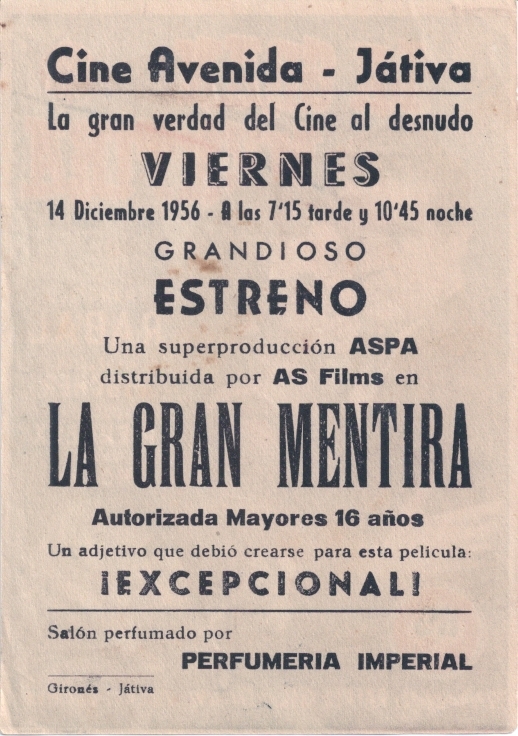 Cine Avenida - Játiva
La gran verdad del Cine al desnudo
VIERNES
14 Diciembre 1956 - A las 7'15 tarde y 10'45 noche
GRANDIOSO
ESTRENO
Una superproducción ASPA
distribuida por AS Films en
LA GRAN MENTIRA
Autorizada Mayores 16 años
Un adjetivo que debió crearse para esta pelicula:
¡EXCEPCIONAL!
Salón perfumado por
PERFUMERIA IMPERIAL
Gironés - Játiva